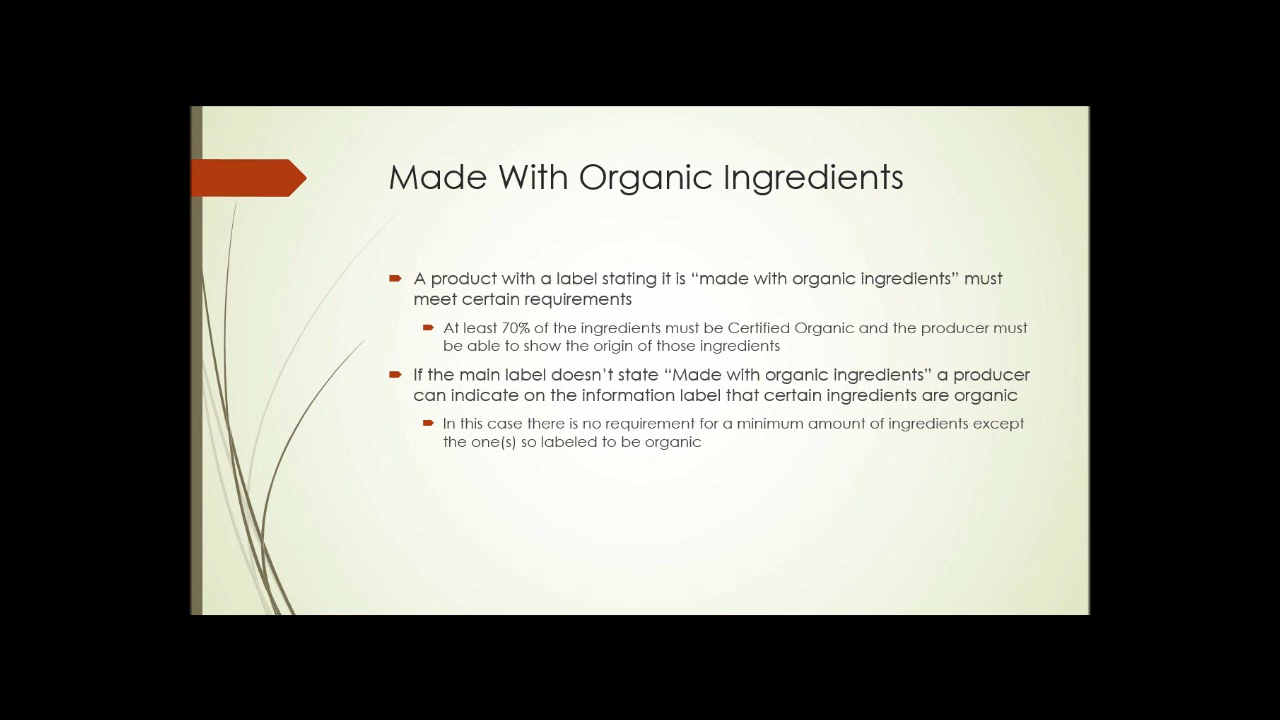 Made With Organic Ingredients
A product with a label stating it is “made with organic ingredients” must
meet certain requirements
At least 70% of the ingredients must be Certified Organic and the producer must
be able to show the origin of those ingredients
If the main label doesn’t state “Made with organic ingredients” a producer
can indicate on the information label that certain ingredients are organic
In this case there is no requirement for a minimum amount of ingredients except
the one(s) so labeled to be organic